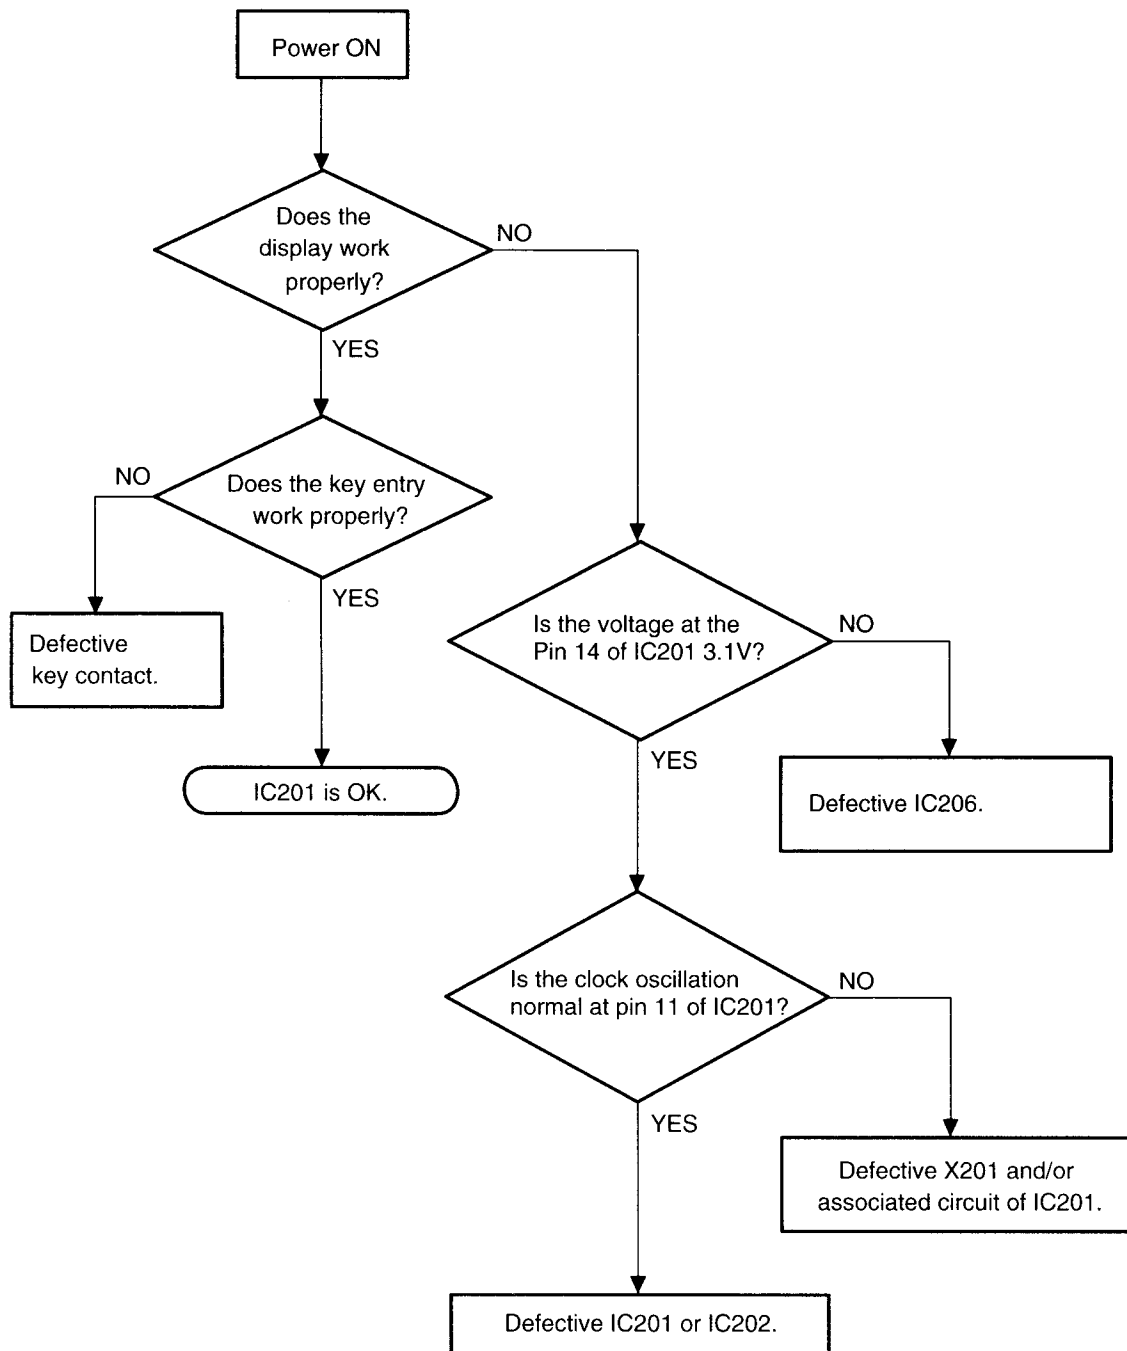 Power ON
Does the
display work
properly?
NO
YES
Does the key entry
work properly?
NO
YES
Defective
key contact.
IC201 is OK.
Is the voltage at the
Pin 14 of IC201 3.1V?
NO
YES
Defective IC206.
Is the clock oscillation
normal at pin 11 of IC201?
NO
YES
Defective X201 and/or
associated circuit of IC201.
Defective IC201 or IC202.